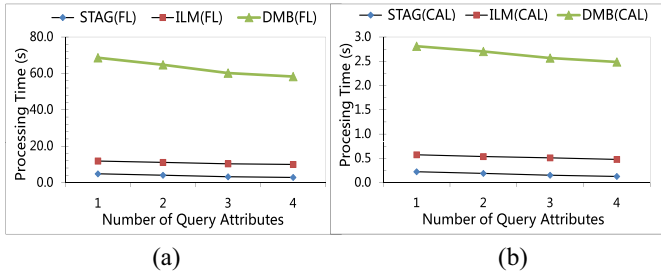 STAG(FL) ILM(FL) DMB(FL)
Processing Time (s)
80.0
60.0
40.0
20.0
0.0
1 2 3 4
Number of Query Attributes
(a)
STAG(CAL) ILM(CAL) DMB(CAL)
Procesing Time (s)
3.0
2.5
2.0
1.5
1.0
0.5
0.0
1 2 3 4
Number of Query Attributes
(b)